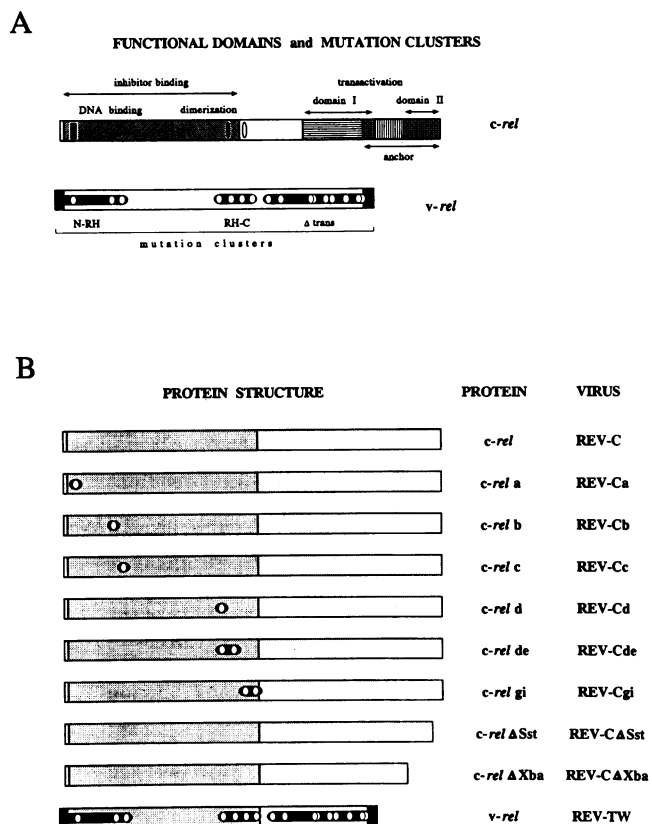 A
FUNCTIONAL DOMAINS and MUTATION CLUSTERS
inhibitor binding
transactivation
DNA binding dimerization domain I domain II
c-rel
anchor
v-rel
N-RH RH-C Δ trans
mutation clusters
B
PROTEIN STRUCTURE PROTEIN VIRUS
c-rel REV-C
c-rel a REV-Ca
c-rel b REV-Cb
c-rel c REV-Cc
c-rel d REV-Cd
c-rel de REV-Cde
c-rel gi REV-Cgi
c-rel ΔSst REV-CΔSst
c-rel ΔXba REV-CΔXba
v-rel REV-TW